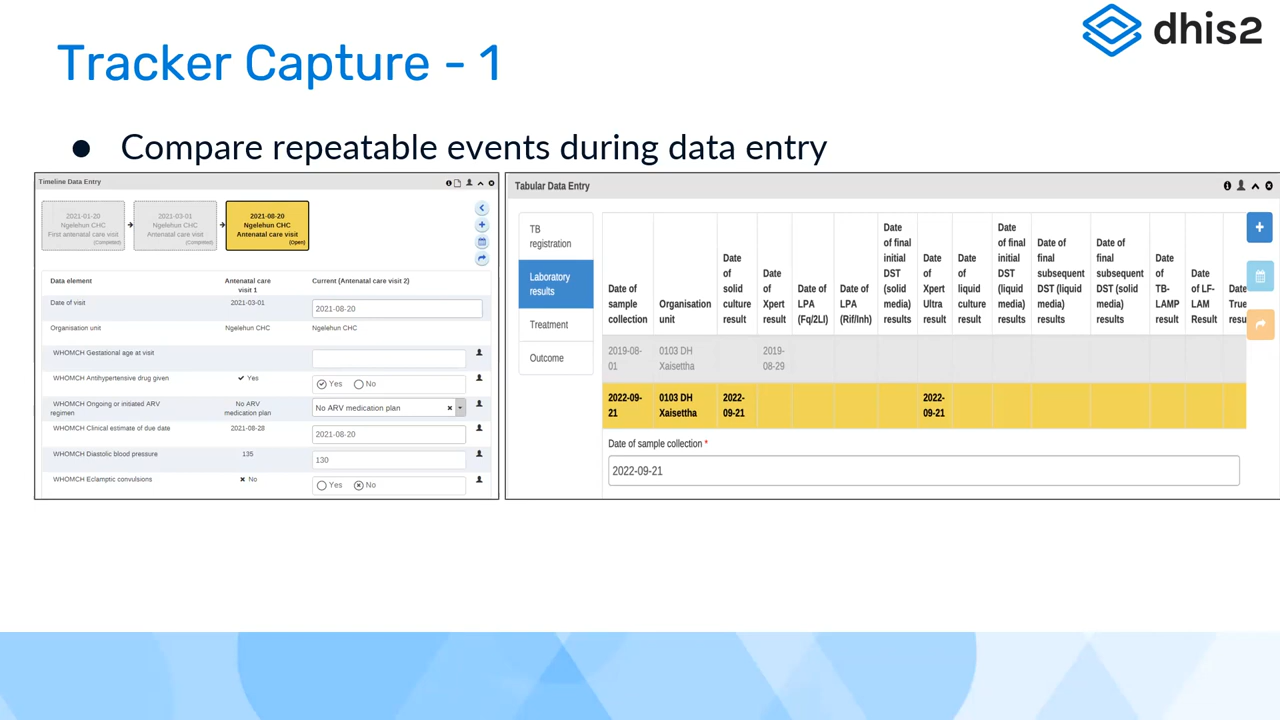 dhis2
Tracker Capture - 1
● Compare repeatable events during data entry
Timeline Data Entry
2021-01-20
Ngelehun CHC
First antenatal care visit
(Completed)
2021-03-01
Ngelehun CHC
Antenatal care visit
(Completed)
2021-08-20
Ngelehun CHC
Antenatal care visit
(Open)
Data element
Antenatal care
visit 1
Current (Antenatal care visit 2)
Date of visit
2021-03-01
2021-08-20
Organisation unit
Ngelehun CHC
Ngelehun CHC
WHOMCH Gestational age at visit
WHOMCH Antihypertensive drug given
Yes
Yes
No
WHOMCH Ongoing or initiated ARV
regimen
No ARV
medication plan
No ARV medication plan
WHOMCH Clinical estimate of due date
2021-08-28
2021-08-20
WHOMCH Diastolic blood pressure
135
130
WHOMCH Eclamptic convulsions
No
Yes
No
Tabular Data Entry
TB
registration
Laboratory
results
Treatment
Outcome
Date of
sample
collection
Organisation
unit
Date
of
solid
culture
result
Date
of
Xpert
result
Date of
LPA
(Fq/2LI)
Date of
LPA
(Rif/Inh)
Date
of final
initial
DST
(solid
media)
results
Date
of
Xpert
Ultra
result
Date
of
liquid
culture
result
Date
of final
initial
DST
(liquid
media)
results
Date of
final
subsequent
DST (liquid
media)
results
Date of
final
subsequent
DST (solid
media)
results
Date
of
TB-
LAMP
result
Date
of LF-
LAM
Result
Date
True
resu
2019-08-
01
0103 DH
Xaisettha
2019-
08-29
2022-09-
21
0103 DH
Xaisettha
2022-
09-21
2022-
09-21
Date of sample collection *
2022-09-21